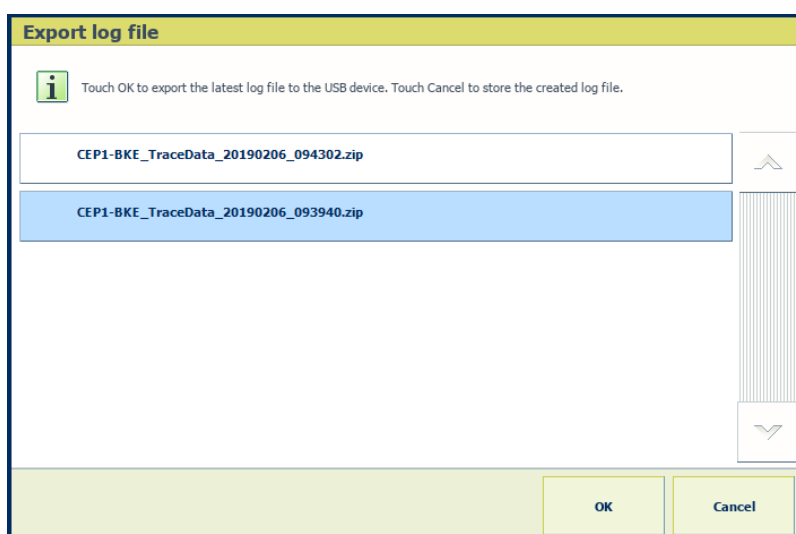 Export log file
Touch OK to export the latest log file to the USB device. Touch Cancel to store the created log file.
CEP1-BKE_TraceData_20190206_094302.zip
CEP1-BKE_TraceData_20190206_093940.zip
OK
Cancel